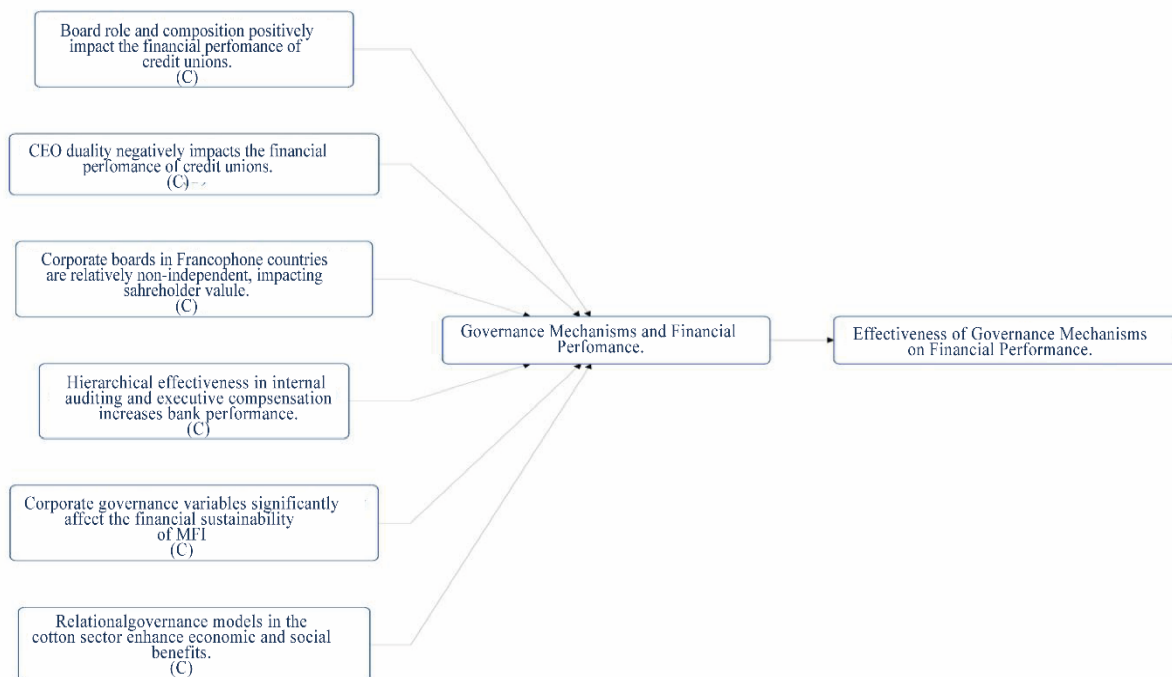 Board role and composition positively
impact the financial perfomance of
credit unions.
(C)
CEO duality negatively impacts the financial
perfomance of credit unions.
(C)
Corporate boards in Francophone countries
are relatively non-independent, impacting
sahreholder valule.
(C)
Hierarchical effectiveness in internal
auditing and executive compsensation
increases bank performance.
(C)
Corporate governance variables significantly
affect the financial sustainability
of MFI
(C)
Relationalgovernance models in the
cotton sector enhance economic and social
benefits.
(C)
Governance Mechanisms and Financial
Perfomance.
Effectiveness of Governance Mechanisms
on Financial Performance.